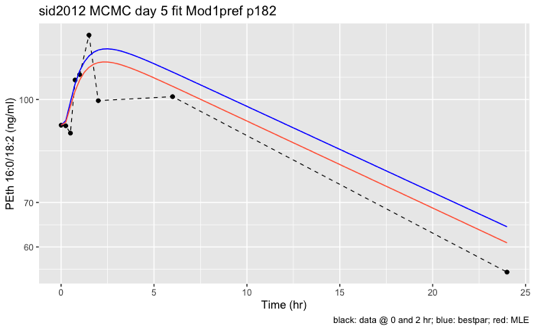 sid2012 MCMC day 5 fit Mod1pref p182
PEth 16:0/18:2 (ng/ml)
100
70
60
0
5
10
15
20
25
Time (hr)
black: data @ 0 and 2 hr; blue: bestpar; red: MLE